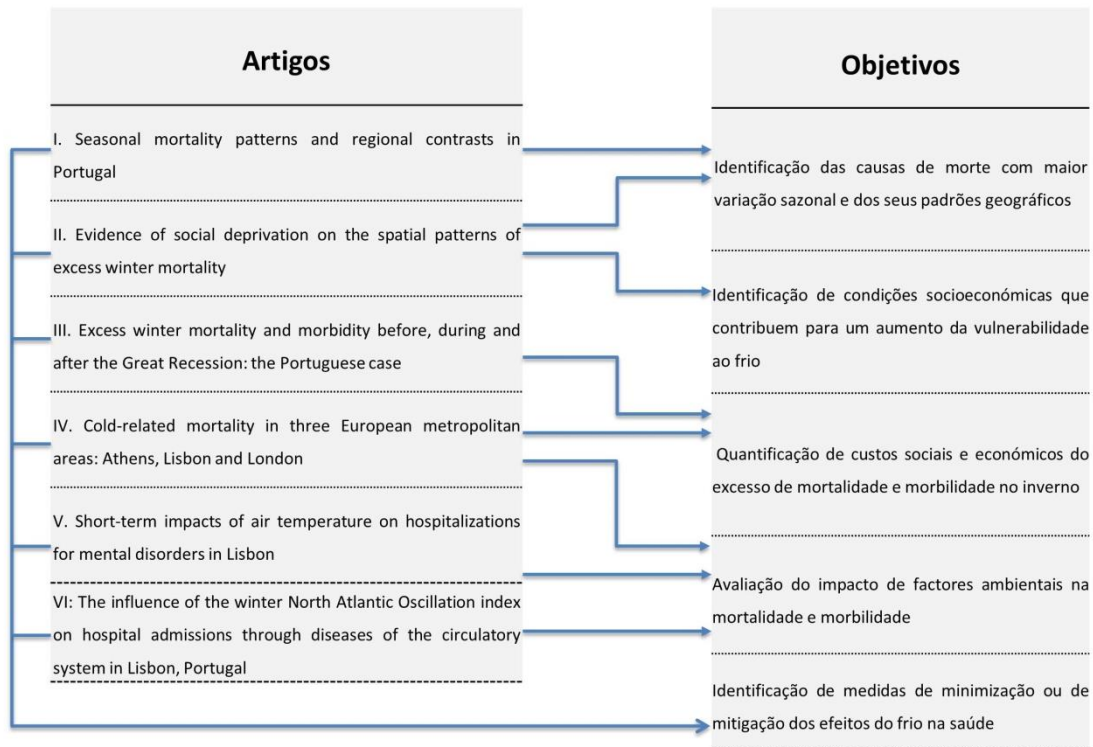 Artigos
I. Seasonal mortality patterns and regional contrasts in
Portugal
II. Evidence of social deprivation on the spatial patterns of
excess winter mortality
III. Excess winter mortality and morbidity before, during and
after the Great Recession: the Portuguese case
IV. Cold-related mortality in three European metropolitan
areas: Athens, Lisbon and London
V. Short-term impacts of air temperature on hospitalizations
for mental disorders in Lisbon
VI: The influence of the winter North Atlantic Oscillation index
on hospital admissions through diseases of the circulatory
system in Lisbon, Portugal
Objetivos
Identificação das causas de morte com maior
variação sazonal e dos seus padrões geográficos
Identificação de condições socioeconómicas que
contribuem para um aumento da vulnerabilidade
ao frio
Quantificação de custos sociais e económicos do
excesso de mortalidade e morbilidade no inverno
Avaliação do impacto de factores ambientais na
mortalidade e morbilidade
Identificação de medidas de minimização ou de
mitigação dos efeitos do frio na saúde